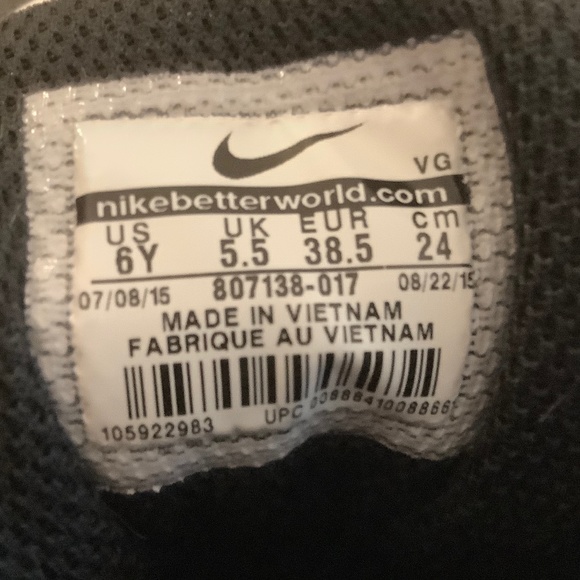 VG
nikebetterworld.com
US UK EUR cm
6Y 5.5 38.5 24
07/08/15 807138-017 08/22/15
MADE IN VIETNAM
FABRIQUE AU VIETNAM
105922983 UPC